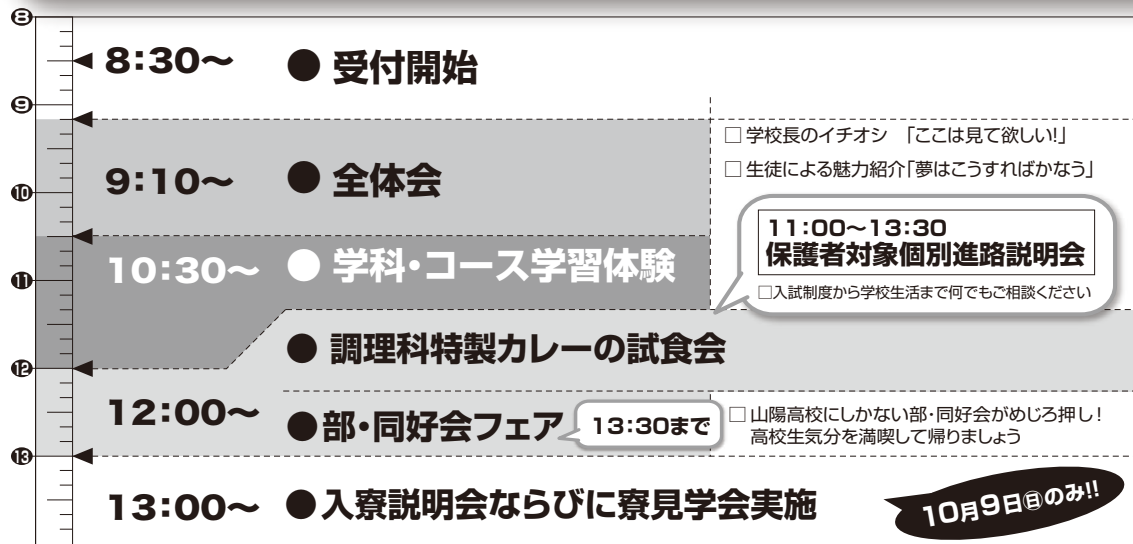 ⑧
8:30〜 ● 受付開始
⑨
9:10〜 ● 全体会
□ 学校長のイチオシ 「ここは見て欲しい!」
□ 生徒による魅力紹介「夢はこうすればかなう」
⑩
10:30〜 ● 学科・コース学習体験
11:00〜13:30
保護者対象個別進路説明会
□入試制度から学校生活まで何でもご相談ください
⑪
● 調理科特製カレーの試食会
⑫
12:00〜 ●部・同好会フェア 13:30まで
□ 山陽高校にしかない部・同好会がめじろ押し!
高校生気分を満喫して帰りましょう
⑬
13:00〜 ●入寮説明会ならびに寮見学会実施
10月9日㊐のみ!!